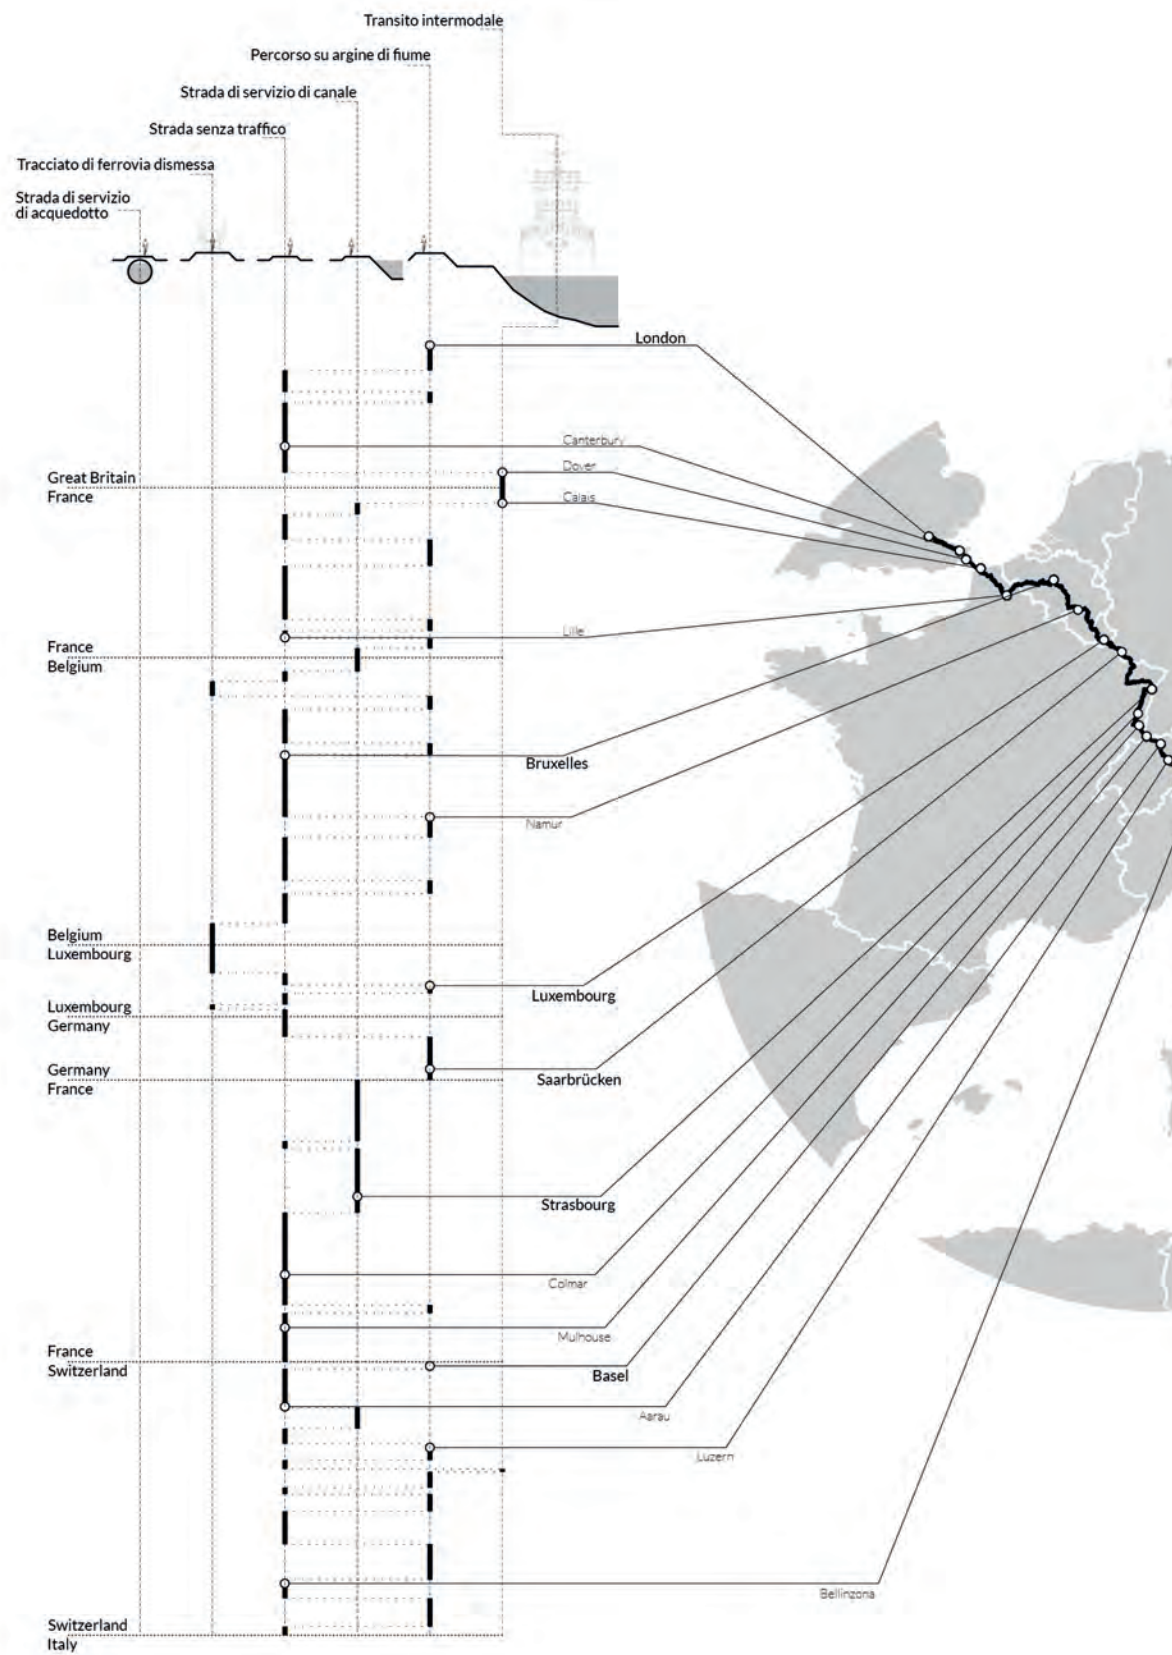 Transito intermodale
Percorso su argine di fiume
Strada di servizio di canale
Strada senza traffico
Tracciato di ferrovia dismessa
Strada di servizio
di acquedotto
London
Canterbury
Dover
Great Britain
France
Calais
Lille
France
Belgium
Bruxelles
Namur
Belgium
Luxembourg
Luxembourg
Luxembourg
Germany
Germany
France
Saarbrücken
Strasbourg
Colmar
Mulhouse
France
Switzerland
Basel
Aarau
Luzern
Bellinzona
Switzerland
Italy